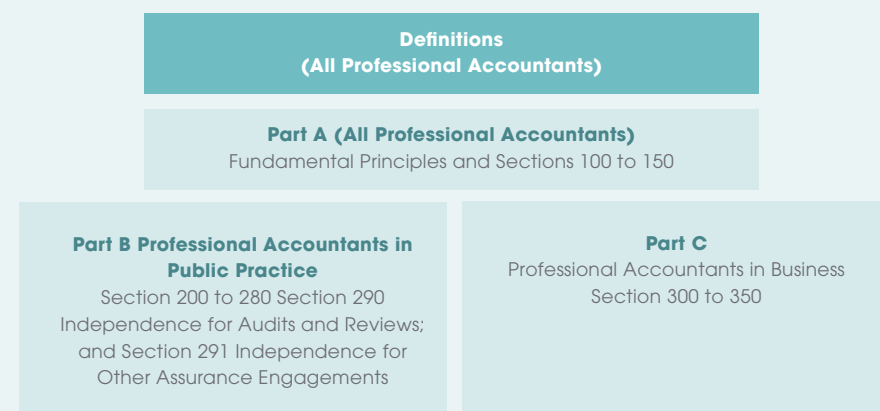 Definitions
(All Professional Accountants)
Part A (All Professional Accountants)
Fundamental Principles and Sections 100 to 150
Part B Professional Accountants in
Public Practice
Section 200 to 280 Section 290
Independence for Audits and Reviews;
and Section 291 Independence for
Other Assurance Engagements
Part C
Professional Accountants in Business
Section 300 to 350